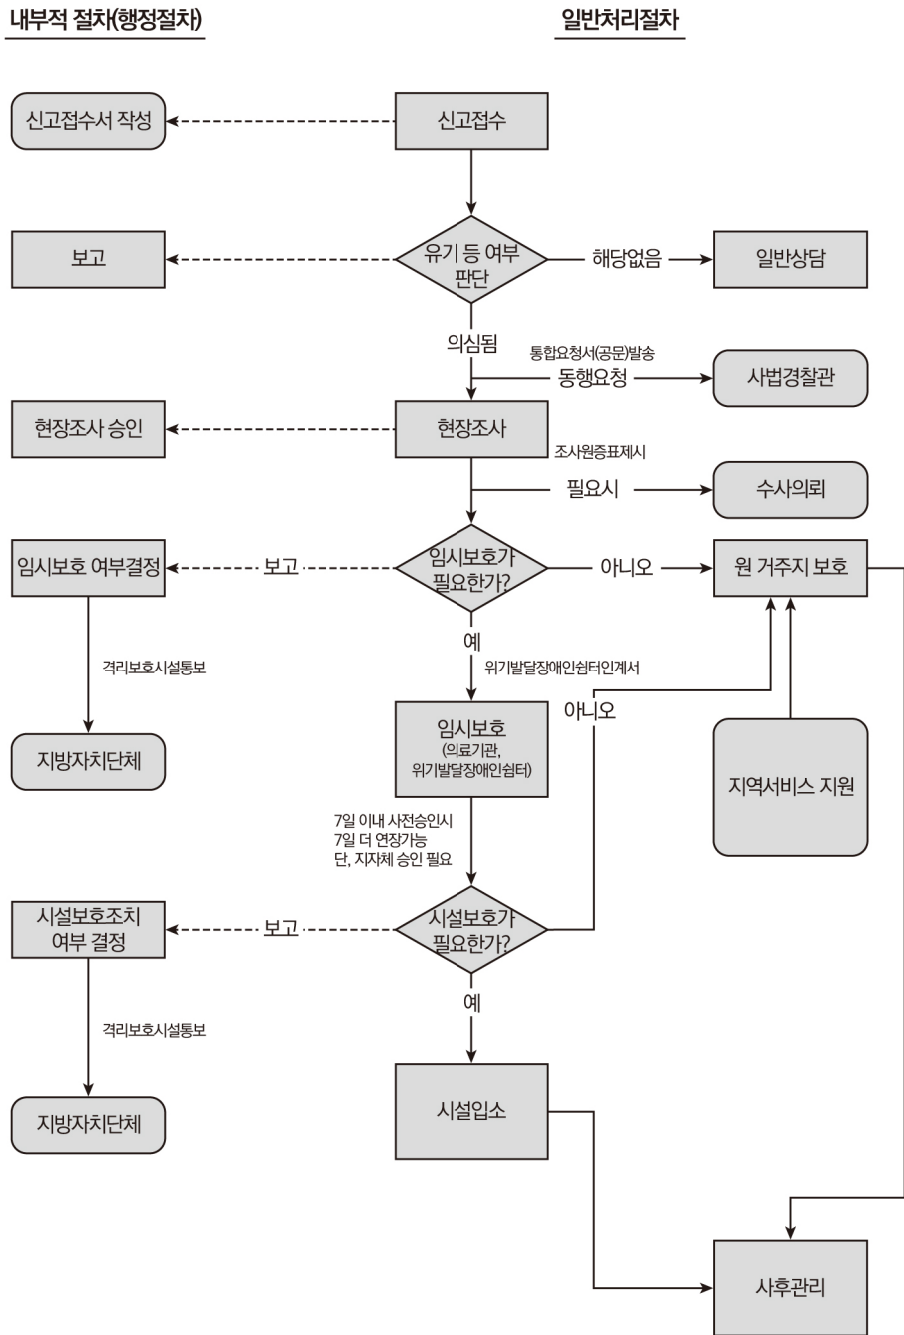 내부적 절차(행정절차)
일반처리절차
신고접수서 작성
신고접수
보고
유기 등 여부
판단
해당없음
일반상담
의심됨
통합요청서(공문)발송
동행요청
사법경찰관
현장조사 승인
현장조사
조사원증표제시
필요시
수사의뢰
임시보호 여부결정
보고
임시보호가
필요한가?
아니오
원 거주지 보호
예
격리보호시설통보
위기발달장애인쉼터인계서
아니오
지방자치단체
임시보호
(의료기관,
위기발달장애인쉼터)
지역서비스 지원
7일 이내 사전승인시
7일 더 연장가능
단, 지자체 승인 필요
시설보호조치
여부 결정
보고
시설보호가
필요한가?
예
격리보호시설통보
지방자치단체
시설입소
사후관리